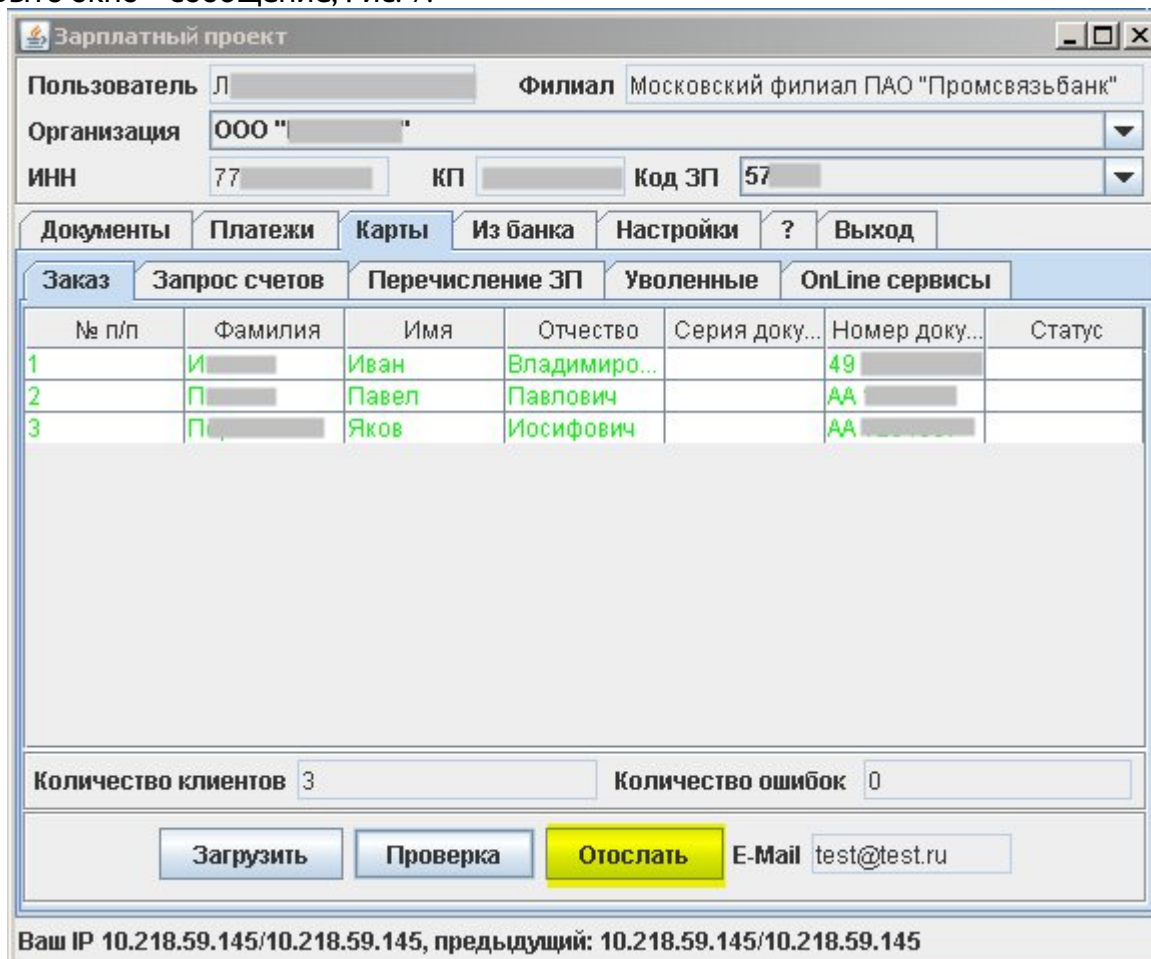 окно – сообщение, Рис. 7.
Зарплатный проект
Пользователь Л Филиал Московский филиал ПАО "Промсвязьбанк"
Организация ООО " "
ИНН 77 КП Код ЗП 57
Документы Платежи Карты Из банка Настройки ? Выход
Заказ Запрос счетов Перечисление ЗП Уволенные OnLine сервисы
№ п/п Фамилия Имя Отчество Серия доку... Номер доку... Статус
1 И Иван Владимиро... 49
2 П Павел Павлович АА
3 П Яков Иосифович АА
Количество клиентов 3 Количество ошибок 0
Загрузить Проверка Отослать E-Mail test@test.ru
Ваш IP 10.218.59.145/10.218.59.145, предыдущий: 10.218.59.145/10.218.59.145